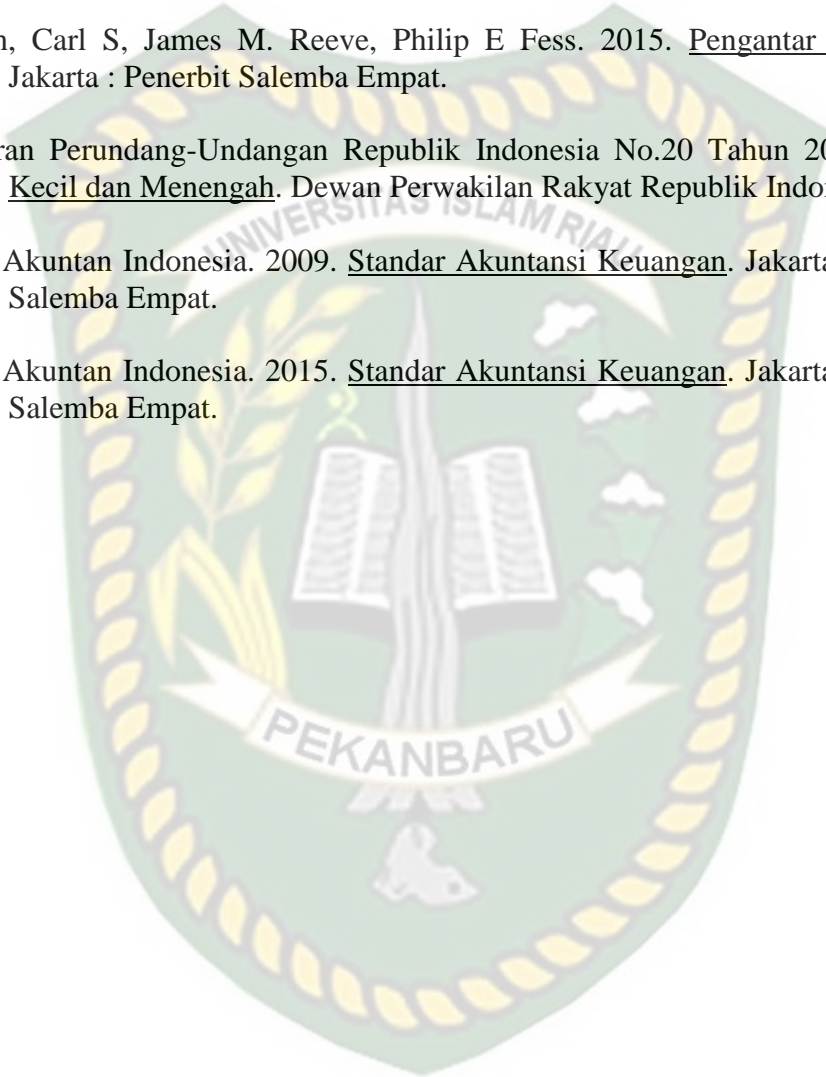 n, Carl S, James M. Reeve, Philip E Fess. 2015. Pengantar
Jakarta : Penerbit Salemba Empat.
ran Perundang-Undangan Republik Indonesia No.20 Tahun 20
Kecil dan Menengah. Dewan Perwakilan Rakyat Republik Indo
Akuntan Indonesia. 2009. Standar Akuntansi Keuangan. Jakarta
Salemba Empat.
Akuntan Indonesia. 2015. Standar Akuntansi Keuangan. Jakarta
Salemba Empat.
UNIVERSITAS ISLAM RIAU
PEKANBARU